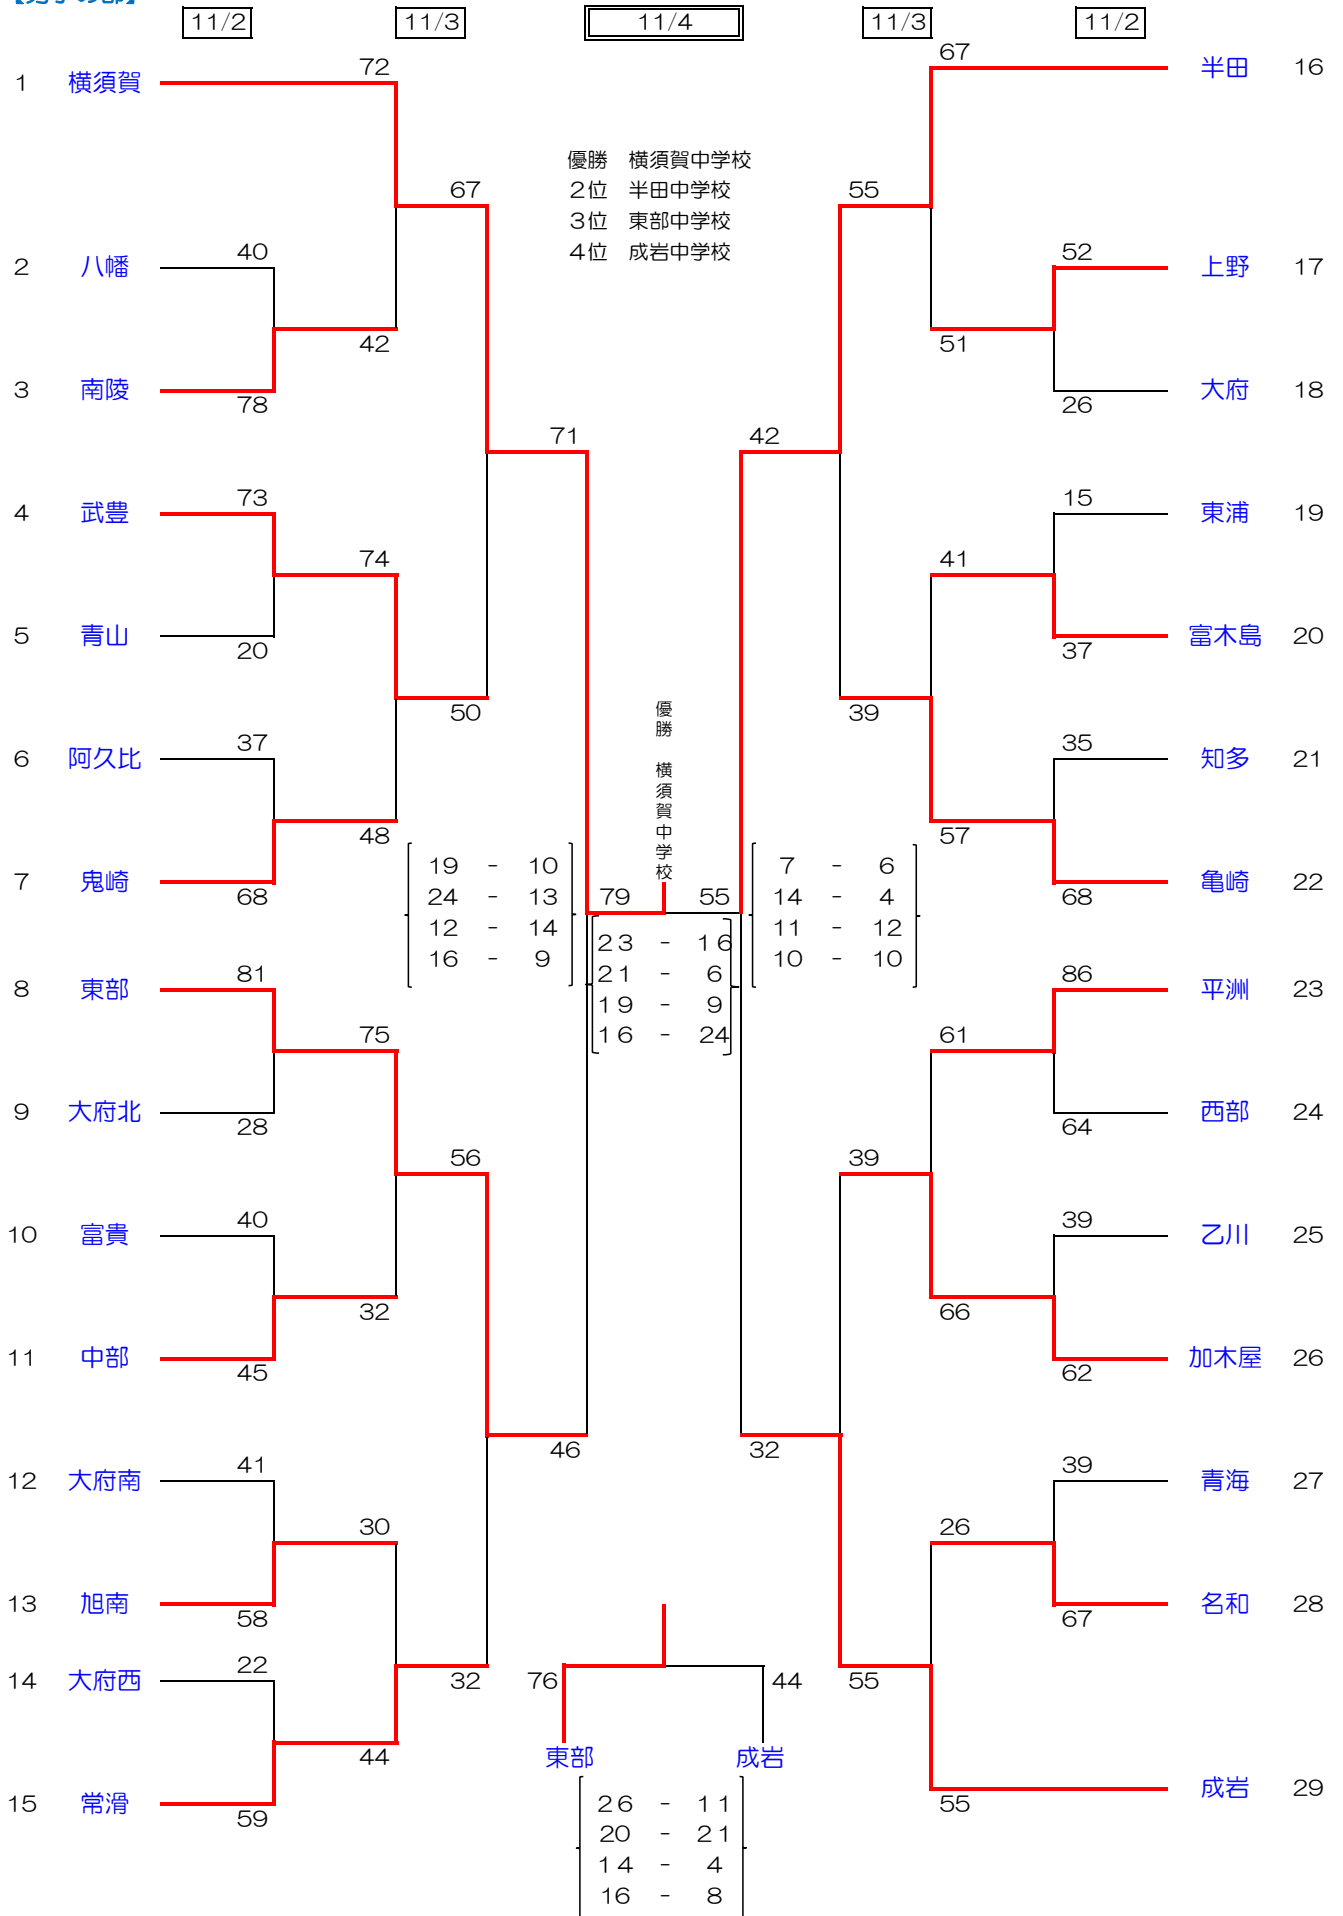 【男子の部】
11/2 11/3 11/4 11/3 11/2
67
72 半田 16
1 横須賀
優勝 横須賀中学校
67 2位 半田中学校 55
3位 東部中学校
40 4位 成岩中学校 52
2 八幡 上野 17
42 51
3 南陵 大府 18
78 26
71 42
73 15
4 武豊 東浦 19
74 41
5 青山 富木島 20
20 37
50 39
37 35
6 阿久比 知多 21
優勝 横須賀中学校
48 57
19 - 10 7 - 6
7 鬼崎 亀崎 22
68 24 - 13 79 55 14 - 4 68
12 - 14 11 - 12
23 - 16
16 - 9 10 - 10
81 21 - 6 86
8 東部 平洲 23
19 - 9
75 16 - 24 61
9 大府北 西部 24
28 64
56 39
40 39
10 富貴 乙川 25
32 66
11 中部 加木屋 26
45 62
46 32
41 39
12 大府南 青海 27
30 26
13 旭南 名和 28
58 67
22
14 大府西 32 76 44 55
44 東部 成岩
成岩 29
15 常滑 26 - 11 55
59
20 - 21
14 - 4
16 - 8